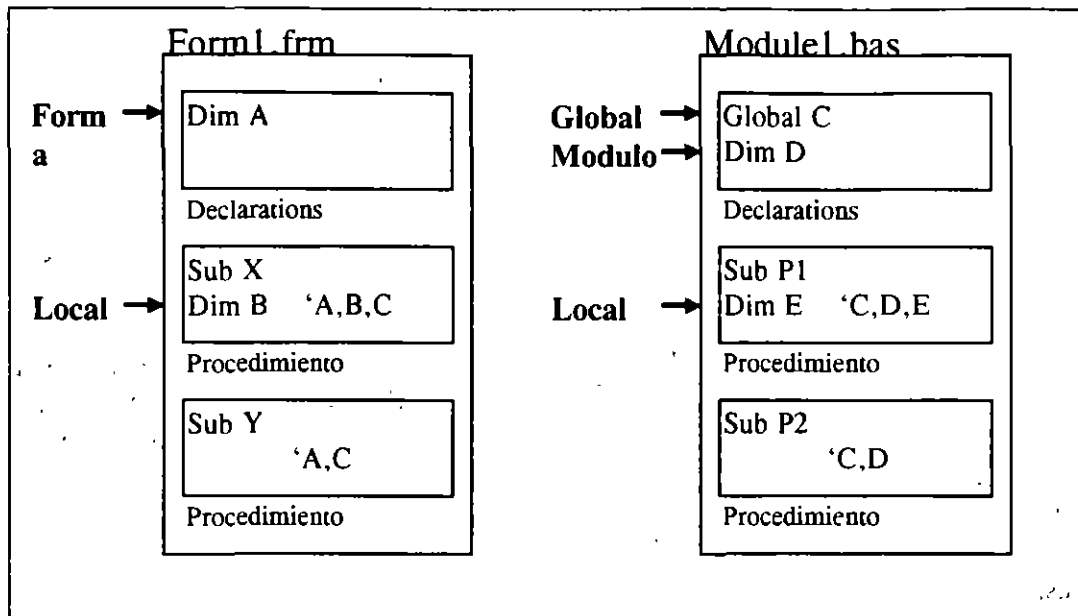 Form1.frm
Form
a
Dim A
Declarations
Local
Sub X
Dim B ‘A,B,C
Procedimiento
Sub Y
‘A,C
Procedimiento
Module1.bas
Global
Modulo
Global C
Dim D
Declarations
Local
Sub P1
Dim E ‘C,D,E
Procedimiento
Sub P2
‘C,D
Procedimiento